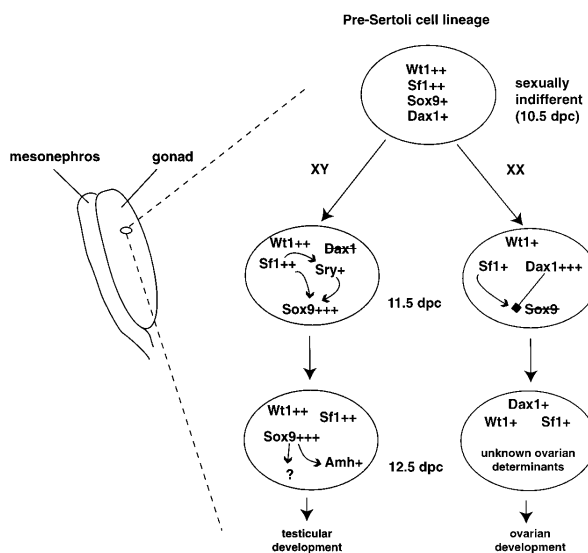 Pre-Sertoli cell lineage
Wt1++
Sf1++
Sox9+
Dax1+
sexually
indifferent
(10.5 dpc)
mesonephros
gonad
XY
XX
Wt1++
Dax1
Sf1++
Sry+
Sox9+++
11.5 dpc
Wt1+
Sf1+
Dax1+++
Sox9
Wt1++
Sf1++
Sox9+++
?
Amh+
12.5 dpc
Dax1+
Wt1+
Sf1+
unknown ovarian
determinants
testicular
development
ovarian
development